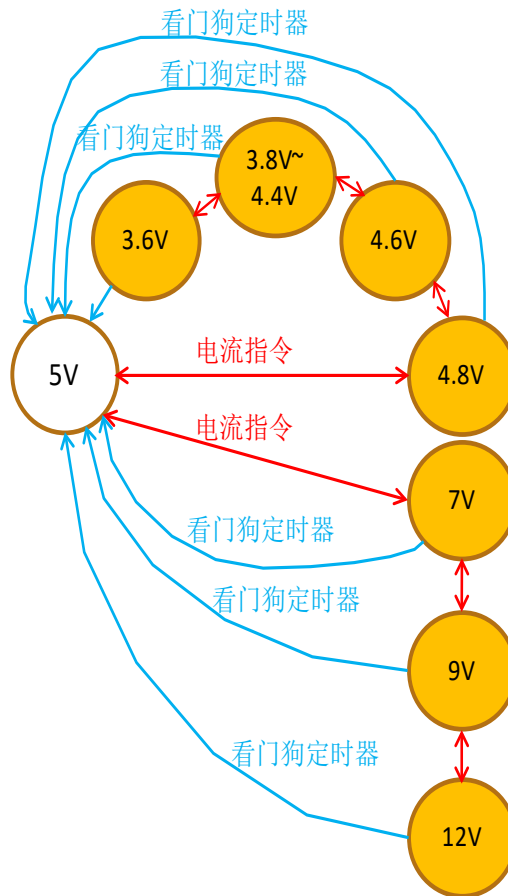 看门狗定时器
看门狗定时器
看门狗定时器
3.8V~
4.4V
3.6V
4.6V
电流指令
5V
4.8V
电流指令
7V
看门狗定时器
看门狗定时器
9V
看门狗定时器
12V